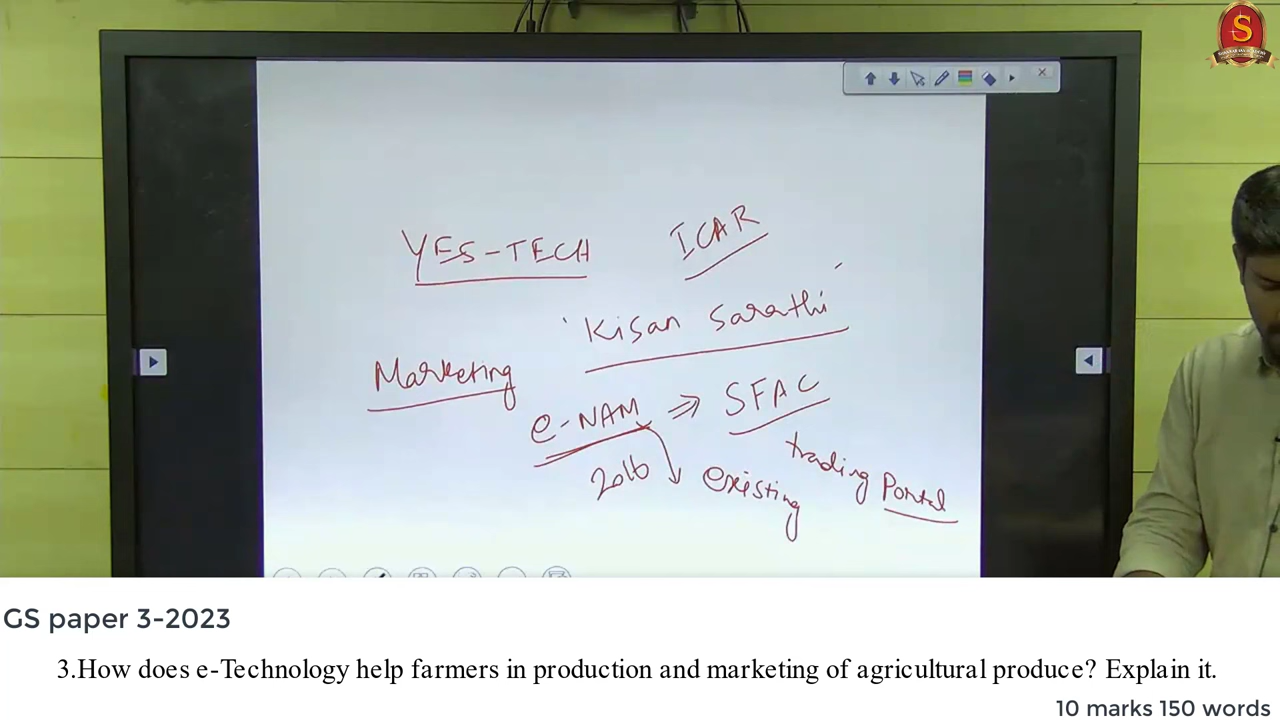 S
YES-TECH
ICAR
Kisan Sarathi
Marketing
e-NAM ⇒ SFAC
trading Portal
2016 existing
GS paper 3-2023
3.How does e-Technology help farmers in production and marketing of agricultural produce? Explain it.
10 marks 150 words